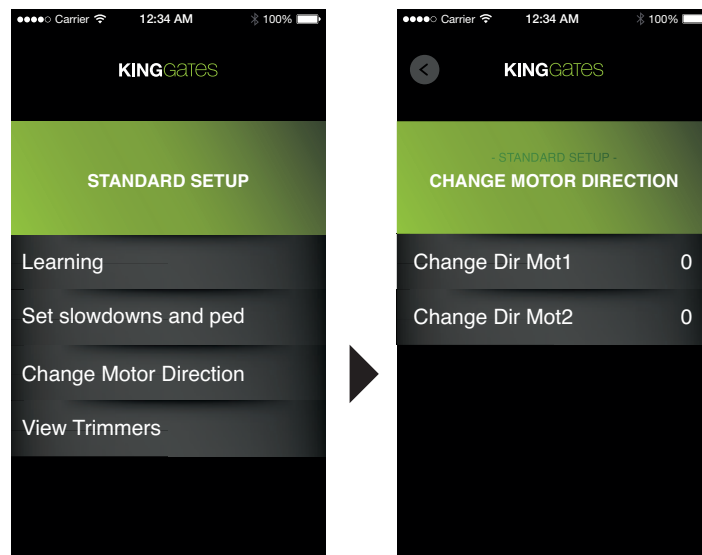 Carrier 12:34 AM 100%
KINGGATES
STANDARD SETUP
Learning
Set slowdowns and ped
Change Motor Direction
View Trimmers
Carrier 12:34 AM 100%
<
KINGGATES
- STANDARD SETUP -
CHANGE MOTOR DIRECTION
Change Dir Mot1 0
Change Dir Mot2 0